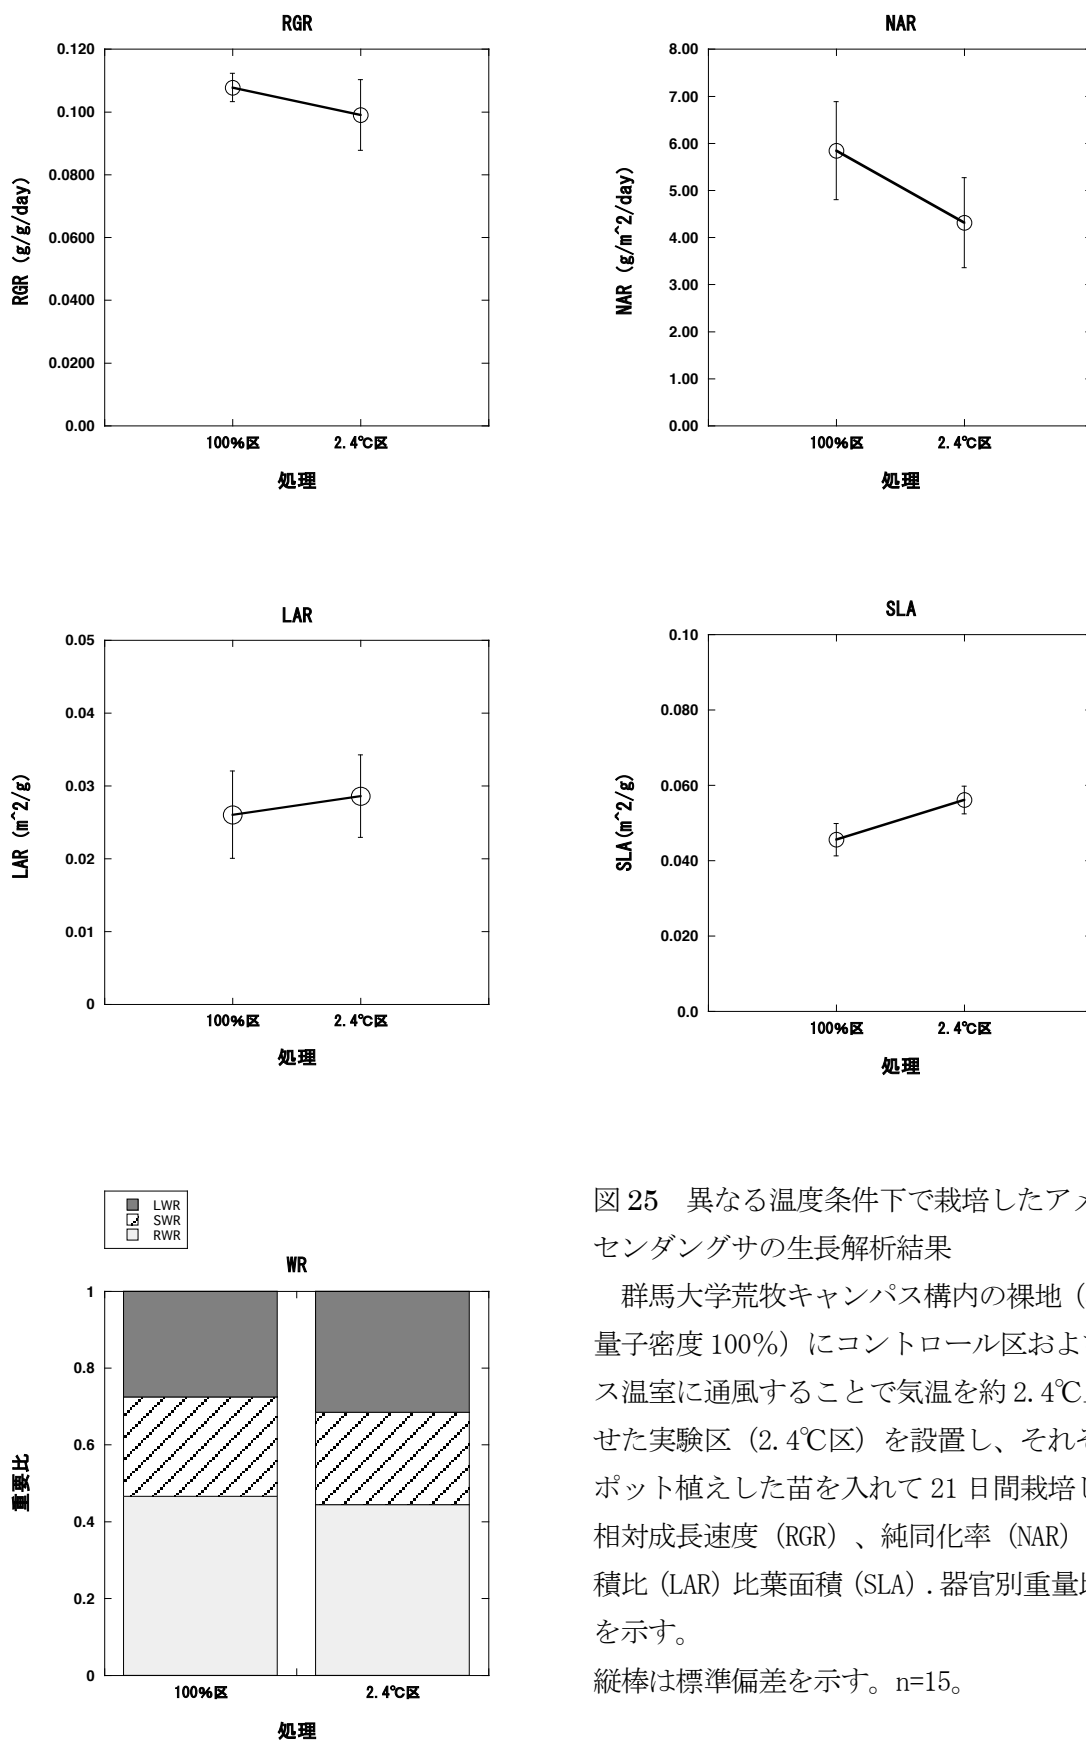 RGR
0.120
0.100
0.0800
0.0600
0.0400
0.0200
0.00
RGR (g/g/day)
100%区
2.4℃区
処理
NAR
8.00
7.00
6.00
5.00
4.00
3.00
2.00
1.00
0.00
NAR (g/m^2/day)
100%区
2.4℃区
処理
LAR
0.05
0.04
0.03
0.02
0.01
0
LAR (m^2/g)
100%区
2.4℃区
処理
SLA
0.10
0.080
0.060
0.040
0.020
0.0
SLA(m^2/g)
100%区
2.4℃区
処理
LWR
SWR
RWR
WR
1
0.8
0.6
0.4
0.2
0
重要比
100%区
2.4℃区
処理
図 25 異なる温度条件下で栽培したアメ
センダングサの生長解析結果
群馬大学荒牧キャンパス構内の裸地（
量子密度 100%）にコントロール区およ
ス温室に通風することで気温を約 2.4℃
せた実験区（2.4℃区）を設置し、それぞ
ポット植えした苗を入れて 21 日間栽培し
相対成長速度（RGR）、純同化率（NAR）
積比（LAR）比葉面積（SLA）.器官別重量比
を示す。
縦棒は標準偏差を示す。n=15。